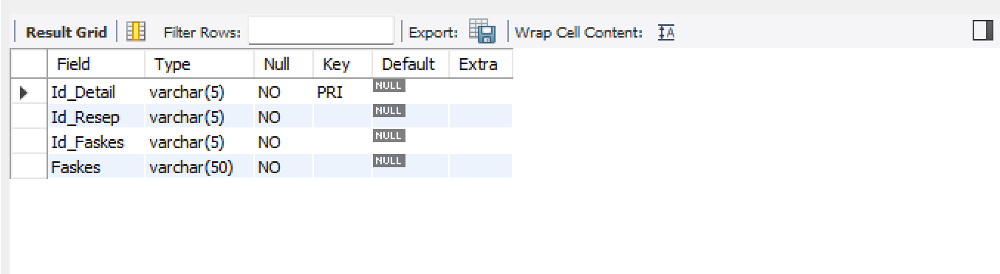 Result Grid Filter Rows: Export: Wrap Cell Content: IA
Field Type Null Key Default Extra
Id_Detail varchar(5) NO PRI NULL
Id_Resep varchar(5) NO NULL
Id_Faskes varchar(5) NO NULL
Faskes varchar(50) NO NULL